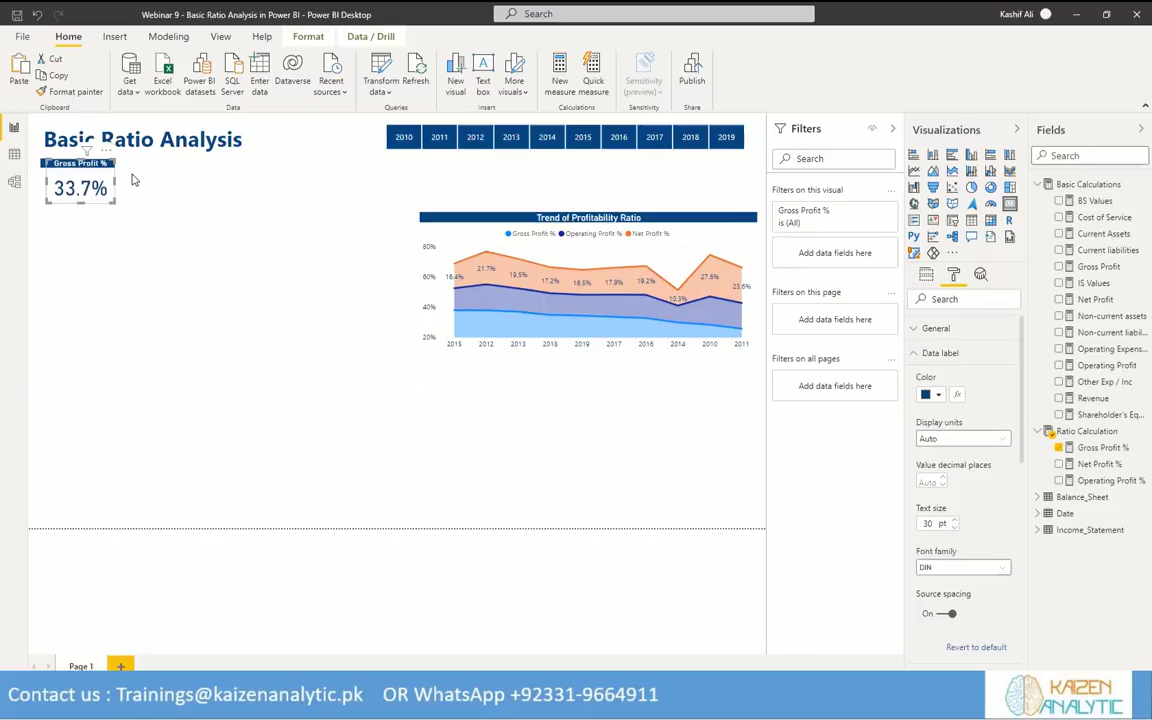 Webinar 9 - Basic Ratio Analysis in Power BI - Power BI Desktop
Search
Kashif Ali
File Home Insert Modeling View Help Format Data / Drill
Paste
Cut
Copy
Format painter
Get data
Excel workbook
Power BI datasets
SQL Server
Enter data
Dataverse
Recent sources
Transform data
Refresh
New visual
Text box
More visuals
New measure
Quick measure
Sensitivity (preview)
Publish
Clipboard Data Queries Insert Calculations Sensitivity Share
Basic Ratio Analysis
2010 2011 2012 2013 2014 2015 2016 2017 2018 2019
Gross Profit %
33.7%
Trend of Profitability Ratio
Gross Profit % Operating Profit % Net Profit %
80%
60%
40%
20%
16.4% 21.7% 19.5% 17.2% 16.5% 17.9% 19.2% 10.3% 27.6% 23.6%
2015 2012 2013 2018 2019 2017 2016 2014 2010 2011
Page 1
Filters
Search
Filters on this visual ...
Gross Profit %
is (All)
Add data fields here
Filters on this page ...
Add data fields here
Filters on all pages ...
Add data fields here
Visualizations
R
Py
...
Search
General
Data label
Color
fx
Display units
Auto
Value decimal places
Auto
Text size
30 pt
Font family
DIN
Source spacing
On
Revert to default
Fields
Search
Basic Calculations
BS Values
Cost of Service
Current Assets
Current liabilities
Gross Profit
IS Values
Net Profit
Non-current assets
Non-current liabil...
Operating Expens...
Operating Profit
Other Exp / Inc
Revenue
Shareholder's Eq...
Ratio Calculation
Gross Profit %
Net Profit %
Operating Profit %
Balance_Sheet
Date
Income_Statement
Contact us : Trainings@kaizenanalytic.pk OR WhatsApp +92331-9664911
KAIZEN
ANALYTIC